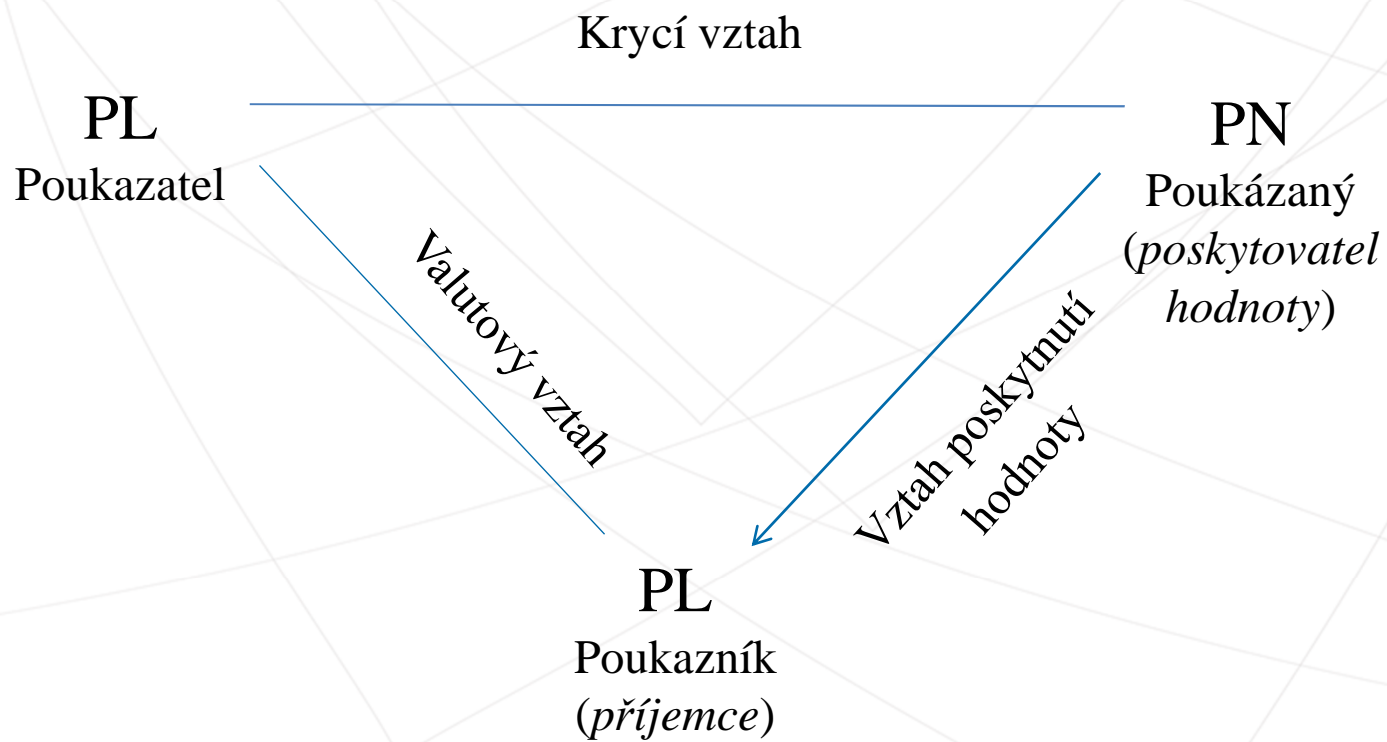 Krycí vztah
PL
Poukazatel
PN
Poukázaný
(poskytovatel
hodnoty)
Valutový vztah
Vztah poskytnutí
hodnoty
PL
Poukazník
(příjemce)